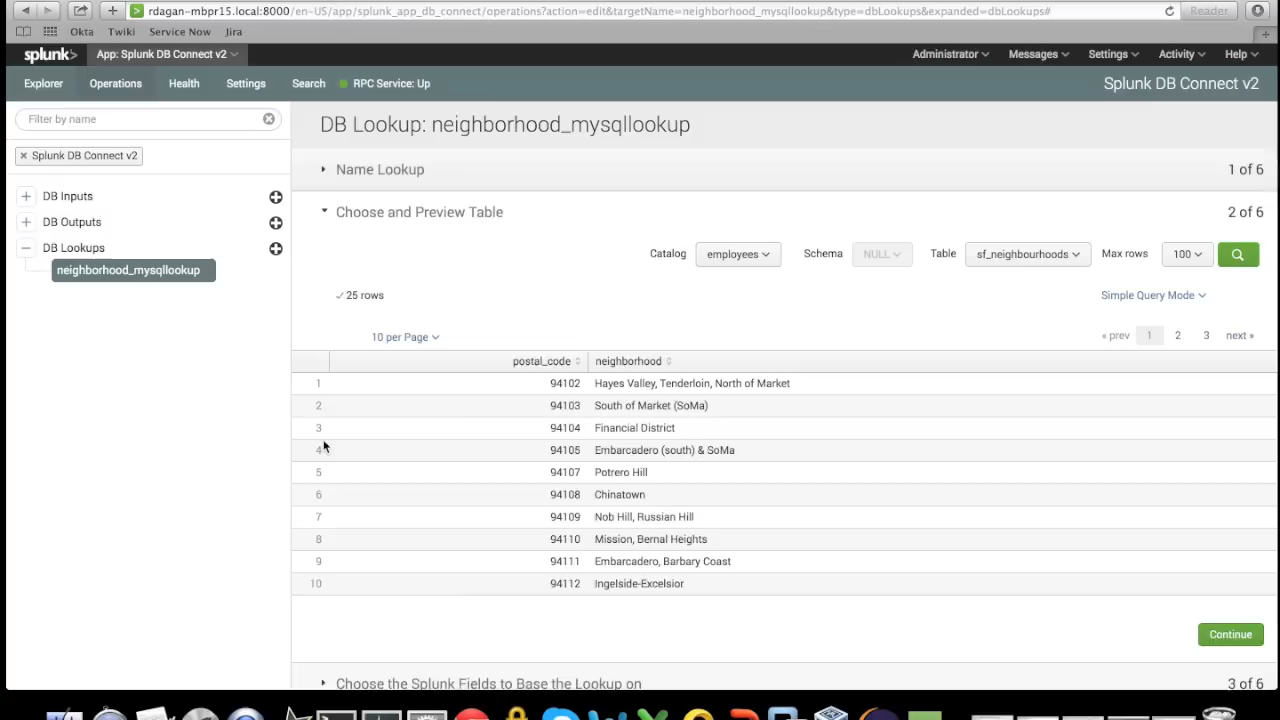 rdagan-mbpr15.local:8000/en-US/app/splunk_app_db_connect/operations?action=edit&targetName=neighborhood_mysqllookup&type=dbLookups&expanded=dbLookups# Reader
Okta Twiki Service Now Jira
splunk> App: Splunk DB Connect v2 Administrator Messages Settings Activity Help
Explorer Operations Health Settings Search RPC Service: Up Splunk DB Connect v2
Filter by name
Splunk DB Connect v2
DB Inputs
DB Outputs
DB Lookups
neighborhood_mysqllookup
DB Lookup: neighborhood_mysqllookup
Name Lookup 1 of 6
Choose and Preview Table 2 of 6
Catalog employees Schema NULL Table sf_neighbourhoods Max rows 100
25 rows Simple Query Mode
10 per Page « prev 1 2 3 next »
postal_code neighborhood
1 94102 Hayes Valley, Tenderloin, North of Market
2 94103 South of Market (SoMa)
3 94104 Financial District
4 94105 Embarcadero (south) & SoMa
5 94107 Potrero Hill
6 94108 Chinatown
7 94109 Nob Hill, Russian Hill
8 94110 Mission, Bernal Heights
9 94111 Embarcadero, Barbary Coast
10 94112 Ingelside-Excelsior
Continue
Choose the Splunk Fields to Base the Lookup on 3 of 6